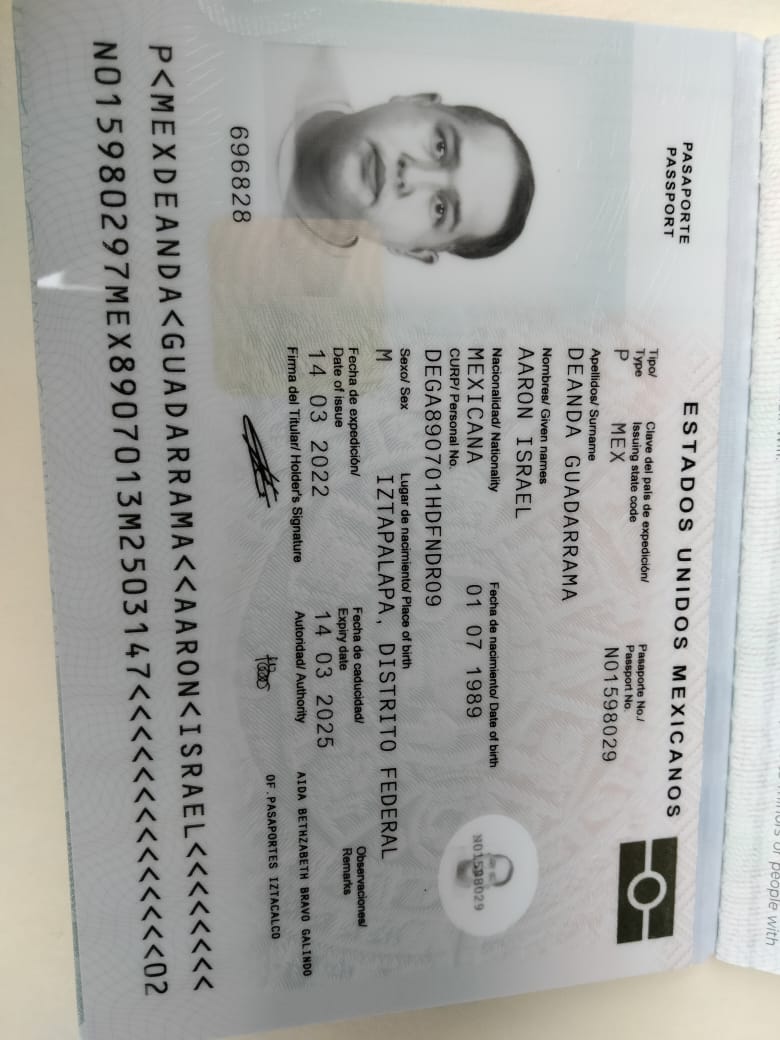 ESTADOS UNIDOS MEXICANOS
PASAPORTE
PASSPORT
Tipo/
Type
Clave del país de expedición/
Issuing state code
Pasaporte No./
Passport No.
P
MEX
N01598029
Apellidos/ Surname
DEANDA GUADARRAMA
Nombres/ Given names
AARON ISRAEL
Nacionalidad/ Nationality
Fecha de nacimiento/ Date of birth
MEXICANA
01 07 1989
CURP/ Personal No.
DEGA890701HDFNDR09
Sexo/ Sex
Lugar de nacimiento/ Place of birth
M
IZTAPALAPA, DISTRITO FEDERAL
Fecha de expedición/
Date of issue
Fecha de caducidad/
Expiry date
Observaciones/
Remarks
14 03 2022
14 03 2025
Firma del Titular/ Holder's Signature
Autoridad/ Authority
AIDA BETHZABETH BRAVO GALINDO
OF.PASAPORTES IZTACALCO
N01598029
696828
P<MEXDEANDA<GUADARRAMA<<AARON<ISRAEL<<<<<<<<
N015980297MEX8907013M2503147<<<<<<<<<<<<<<02